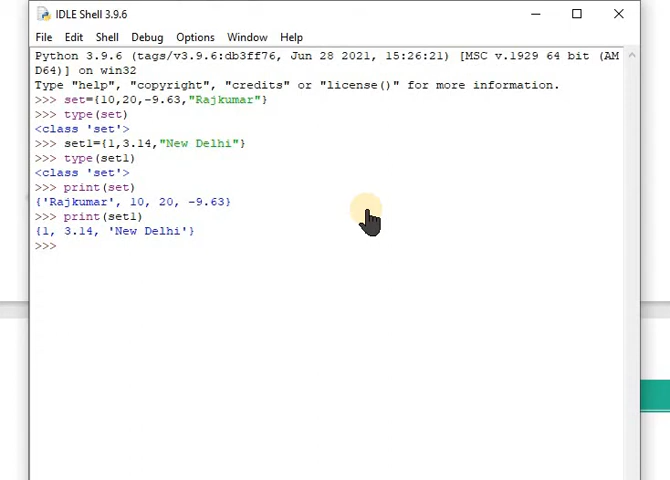 IDLE Shell 3.9.6
File Edit Shell Debug Options Window Help
Python 3.9.6 (tags/v3.9.6:db3ff76, Jun 28 2021, 15:26:21) [MSC v.1929 64 bit (AM
D64)] on win32
Type "help", "copyright", "credits" or "license()" for more information.
>>> set={10,20,-9.63,"Rajkumar"}
>>> type(set)
<class 'set'>
>>> set1={1,3.14,"New Delhi"}
>>> type(set1)
<class 'set'>
>>> print(set)
{'Rajkumar', 10, 20, -9.63}
>>> print(set1)
{1, 3.14, 'New Delhi'}
>>>